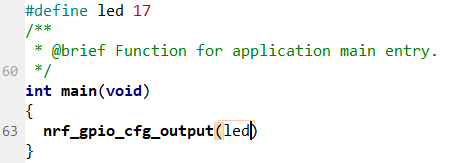 #define led 17
/**
 * @brief Function for application main entry.
60 */
int main(void)
{
63 nrf_gpio_cfg_output(led)
}